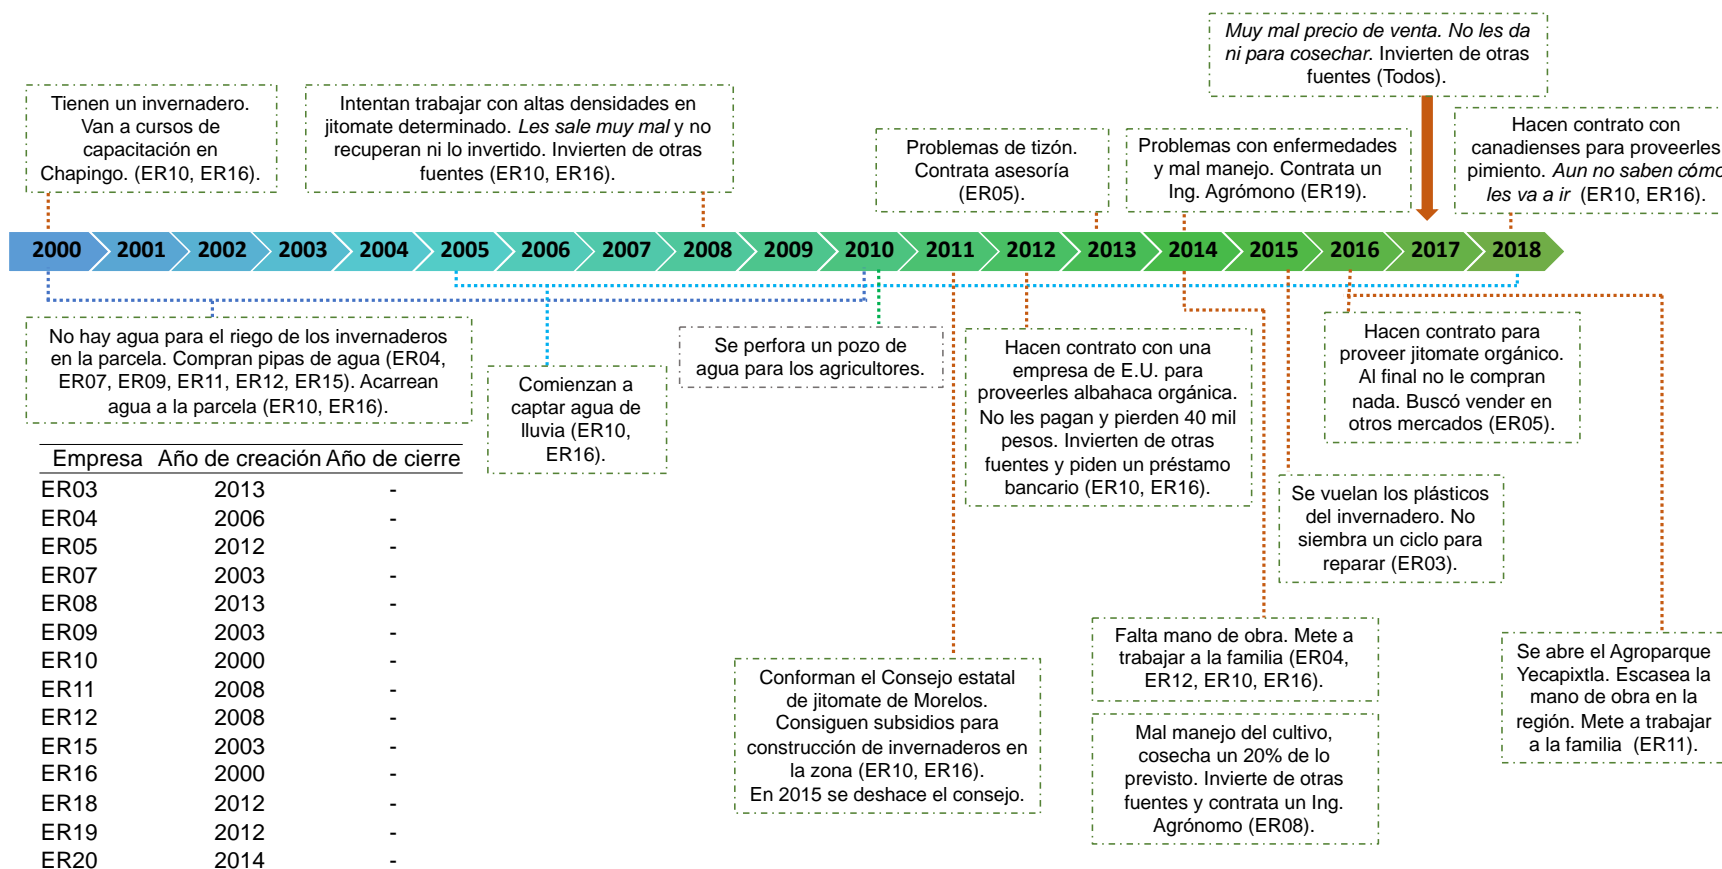 Muy mal precio de venta. No les da
ni para cosechar. Invierten de otras
fuentes (Todos).
Tienen un invernadero.
Van a cursos de
capacitación en
Chapingo. (ER10, ER16).
Intentan trabajar con altas densidades en
jitomate determinado. Les sale muy mal y no
recuperan ni lo invertido. Invierten de otras
fuentes (ER10, ER16).
Problemas de tizón.
Contrata asesoría
(ER05).
Problemas con enfermedades
y mal manejo. Contrata un
Ing. Agrómono (ER19).
Hacen contrato con
canadienses para proveerles
pimiento. Aun no saben cómo
les va a ir (ER10, ER16).
2000 2001 2002 2003 2004 2005 2006 2007 2008 2009 2010 2011 2012 2013 2014 2015 2016 2017 2018
No hay agua para el riego de los invernaderos
en la parcela. Compran pipas de agua (ER04,
ER07, ER09, ER11, ER12, ER15). Acarrean
agua a la parcela (ER10, ER16).
Comienzan a
captar agua de
lluvia (ER10,
ER16).
Se perfora un pozo de
agua para los agricultores.
Hacen contrato con una
empresa de E.U. para
proveerles albahaca orgánica.
No les pagan y pierden 40 mil
pesos. Invierten de otras
fuentes y piden un préstamo
bancario (ER10, ER16).
Hacen contrato para
proveer jitomate orgánico.
Al final no le compran
nada. Buscó vender en
otros mercados (ER05).
Se vuelan los plásticos
del invernadero. No
siembra un ciclo para
reparar (ER03).
Conforman el Consejo estatal
de jitomate de Morelos.
Consiguen subsidios para
construcción de invernaderos en
la zona (ER10, ER16).
En 2015 se deshace el consejo.
Falta mano de obra. Mete a
trabajar a la familia (ER04,
ER12, ER10, ER16).
Mal manejo del cultivo,
cosecha un 20% de lo
previsto. Invierte de otras
fuentes y contrata un Ing.
Agrónomo (ER08).
Se abre el Agroparque
Yecapixtla. Escasea la
mano de obra en la
región. Mete a trabajar
a la familia (ER11).
Empresa Año de creación Año de cierre
ER03 2013 -
ER04 2006 -
ER05 2012 -
ER07 2003 -
ER08 2013 -
ER09 2003 -
ER10 2000 -
ER11 2008 -
ER12 2008 -
ER15 2003 -
ER16 2000 -
ER18 2012 -
ER19 2012 -
ER20 2014 -